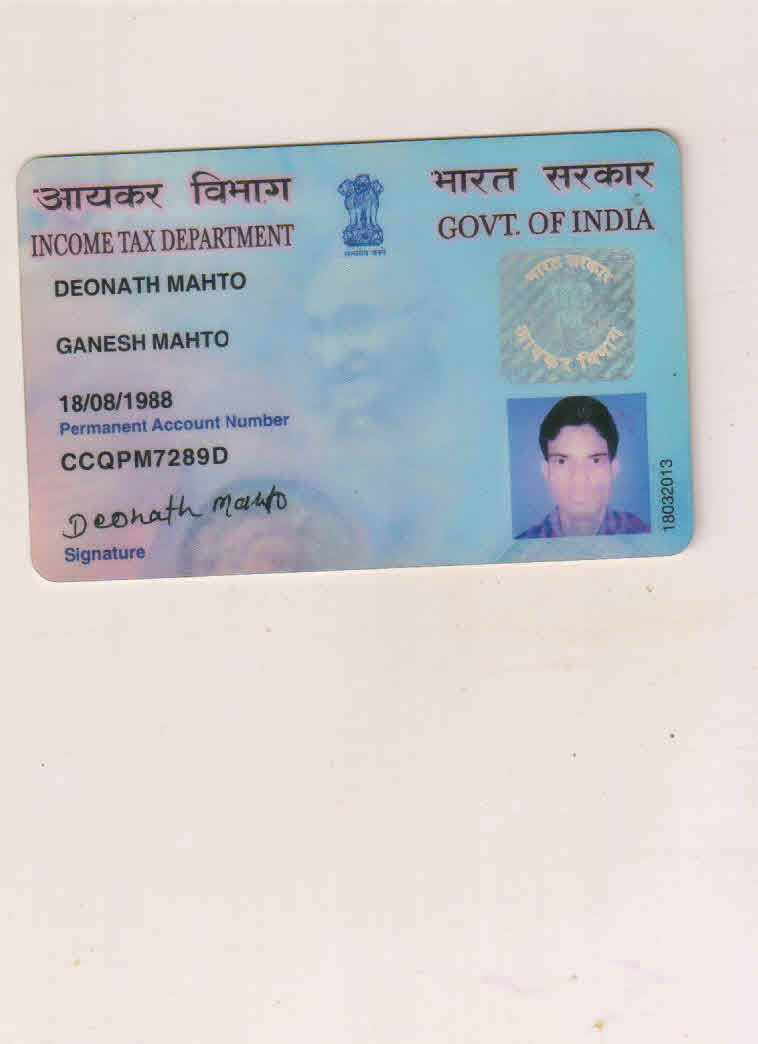 आयकर विभाग
INCOME TAX DEPARTMENT
भारत सरकार
GOVT. OF INDIA
DEONATH MAHTO
GANESH MAHTO
18/08/1988
Permanent Account Number
CCQPM7289D
Deonath Mahto
Signature
सत्यमेव जयते
भारत सरकार
आयकर विभाग
18032013